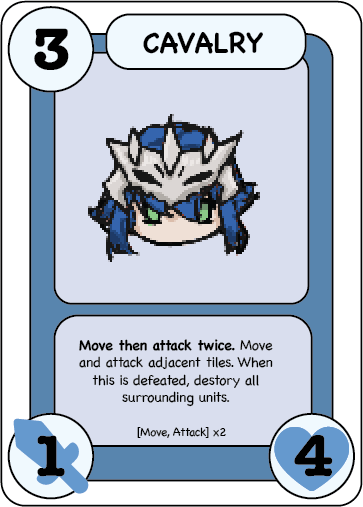 3
CAVALRY
Move then attack twice. Move
and attack adjacent tiles. When
this is defeated, destory all
surrounding units.
[Move, Attack] x2
1
4